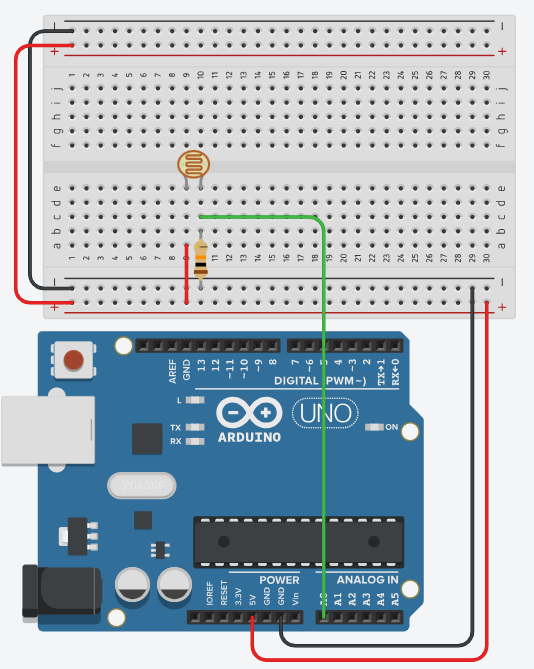 − −
+ +
1 2 3 4 5 6 7 8 9 10 11 12 13 14 15 16 17 18 19 20 21 22 23 24 25 26 27 28 29 30
j j
i i
h h
g g
f f
e e
d d
c c
b b
a a
1 2 3 4 5 6 7 8 10 11 12 13 14 15 16 17 18 19 20 21 22 23 24 25 26 27 28 29 30
− −
+ +
AREF GND 13 12 ~11 ~10 ~9 8 7 ~6 5 4 ~3 2 TX→1 RX←0
DIGITAL (PWM~)
L
TX
RX
ARDUINO
UNO
ON
POWER ANALOG IN
IOREF RESET 3.3V 5V GND GND Vin A0 A1 A2 A3 A4 A5